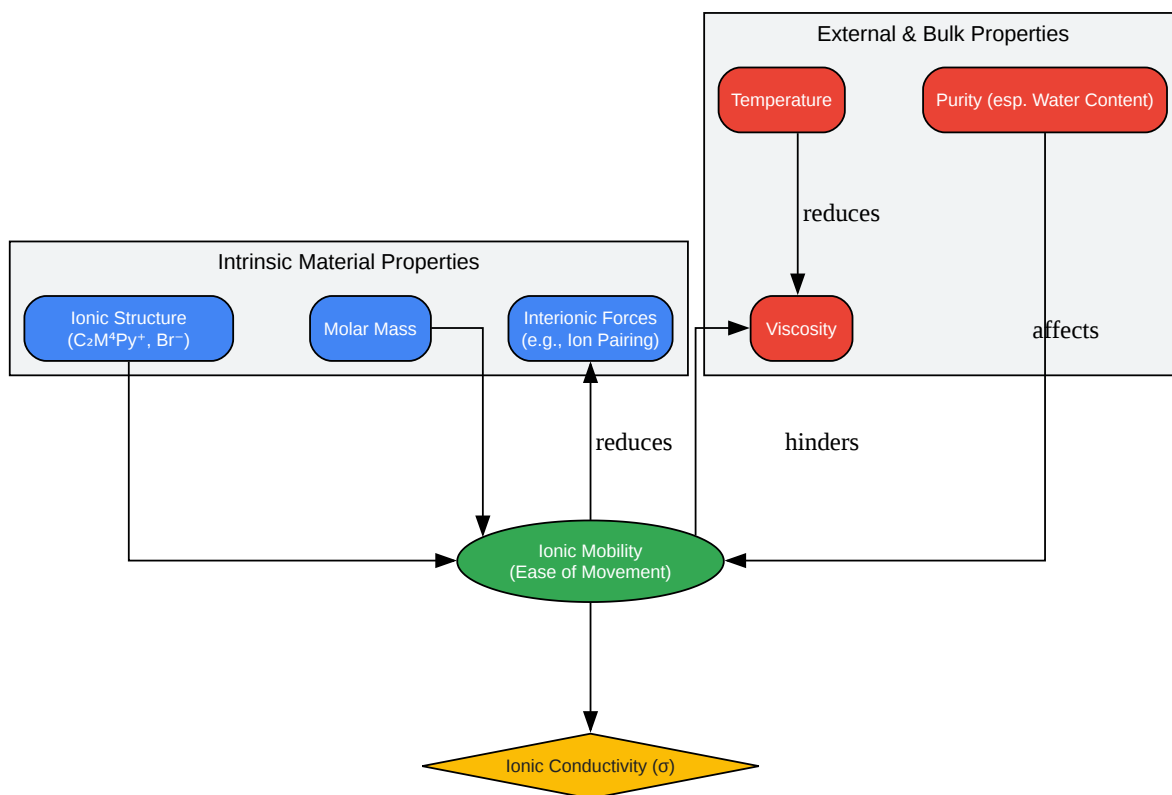 External & Bulk Properties
Temperature
Purity (esp. Water Content)
reduces
Intrinsic Material Properties
Ionic Structure
(C₂M⁴Py⁺, Br⁻)
Molar Mass
Interionic Forces
(e.g., Ion Pairing)
Viscosity
affects
reduces
hinders
Ionic Mobility
(Ease of Movement)
Ionic Conductivity (σ)